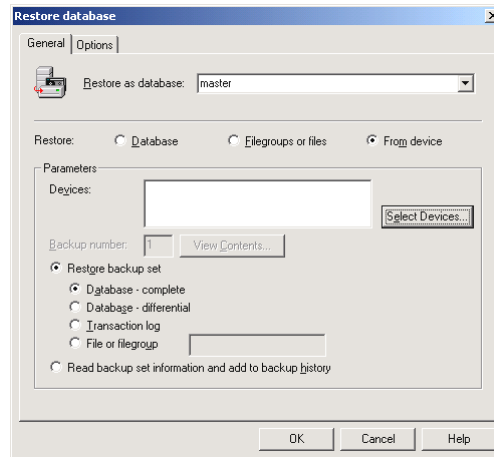 Restore database
General Options
Restore as database: master
Restore: Database Filegroups or files From device
Parameters
Devices:
Select Devices...
Backup number: 1 View Contents...
Restore backup set
Database - complete
Database - differential
Transaction log
File or filegroup
Read backup set information and add to backup history
OK Cancel Help